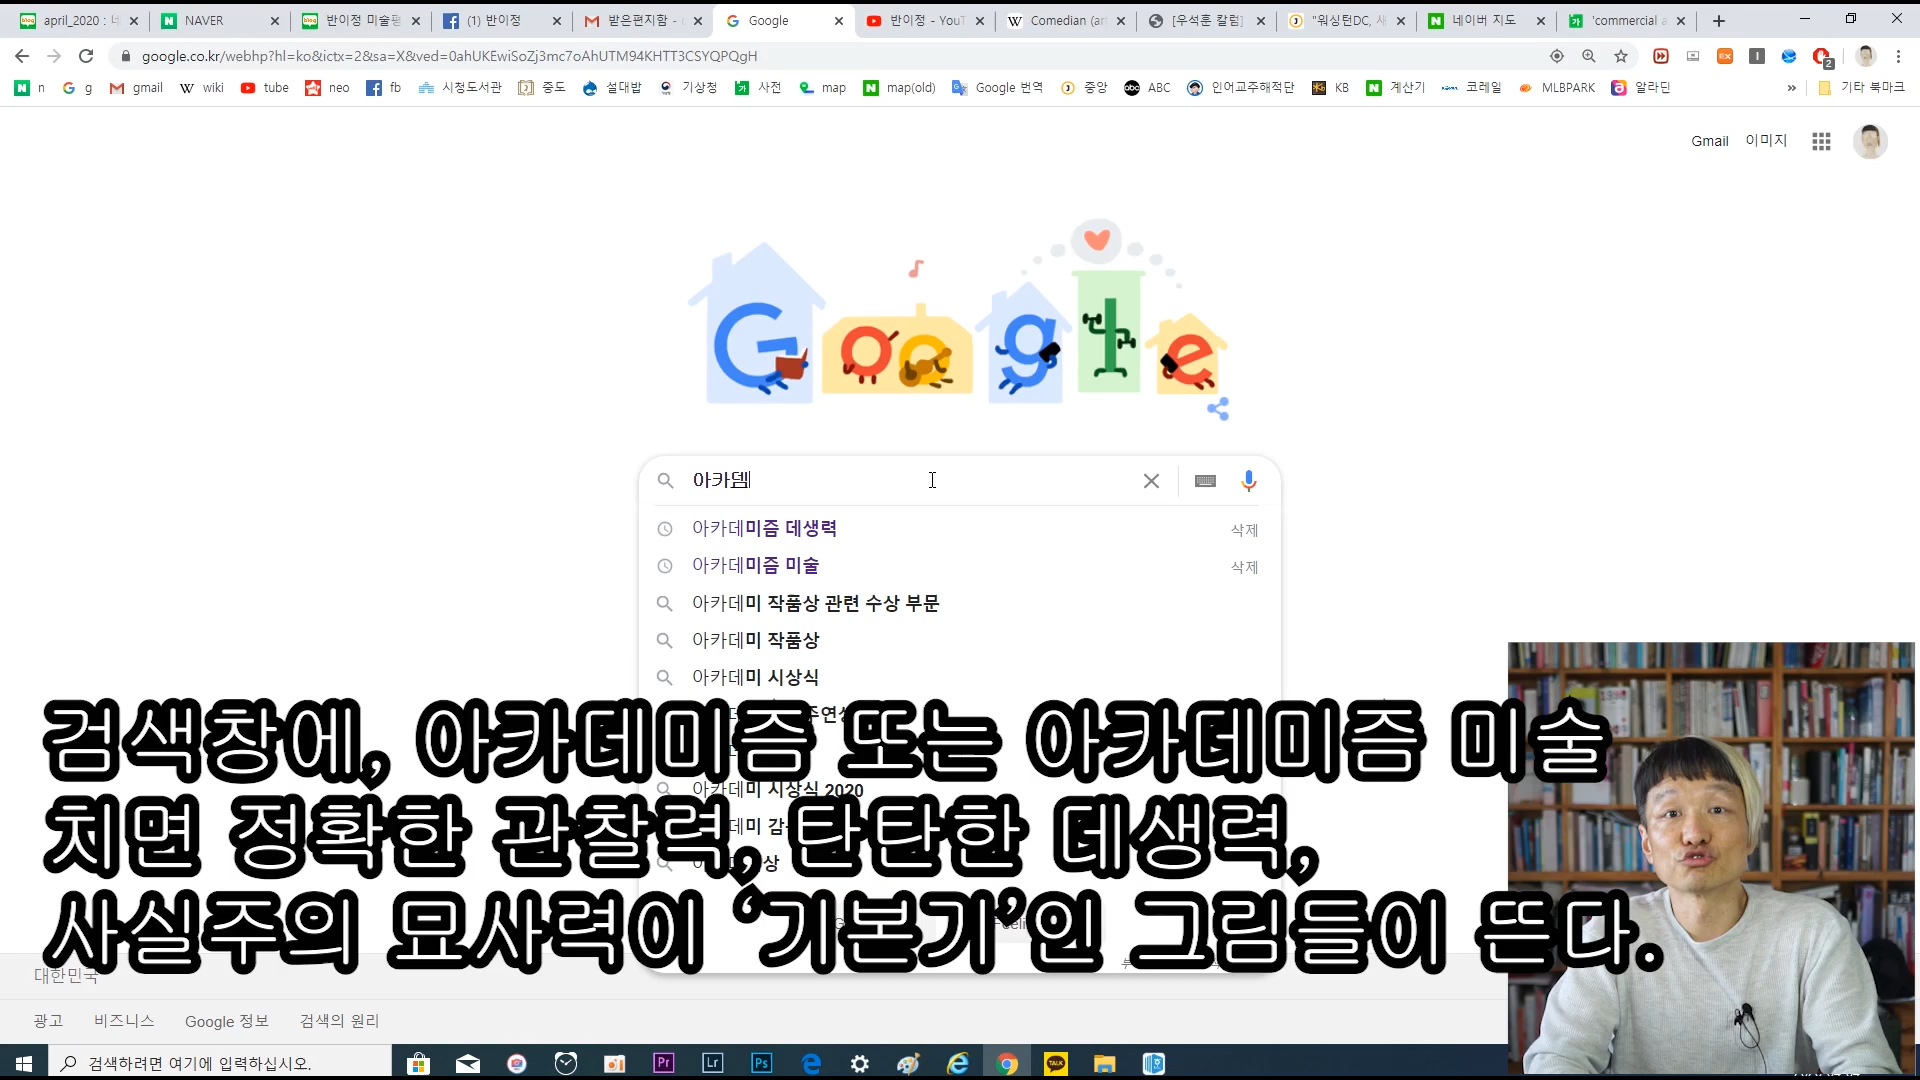 april_2020 : 네
NAVER
반이정 미술평
(1) 반이정
받은편지함 -
Google
반이정 - YouT
Comedian (ar
[우석훈 칼럼]
"워싱턴DC, 새
네이버 지도
'commercial a
google.co.kr/webhp?hl=ko&ictx=2&sa=X&ved=0ahUKEwiSoZj3mc7oAhUTM94KHTT3CSYQPQgH
n g gmail wiki tube neo fb 시청도서관 중도 설대밥 기상청 사전 map map(old) Google 번역 중앙 ABC 인어교주해적단 KB 계산기 코레일 MLBPARK 알라딘 » 기타 북마크
Gmail 이미지
아카뎀
아카데미즘 데생력 삭제
아카데미즘 미술 삭제
아카데미 작품상 관련 수상 부문
아카데미 작품상
아카데미 시상식
아카데미 시상식 2020
검색창에, 아카데미즘 또는 아카데미즘 미술
치면 정확한 관찰력, 탄탄한 데생력,
사실주의 묘사력이 ‘기본기’인 그림들이 뜬다.
대한민국
광고 비즈니스 Google 정보 검색의 원리
검색하려면 여기에 입력하십시오.
Pr Lr Ps TALK